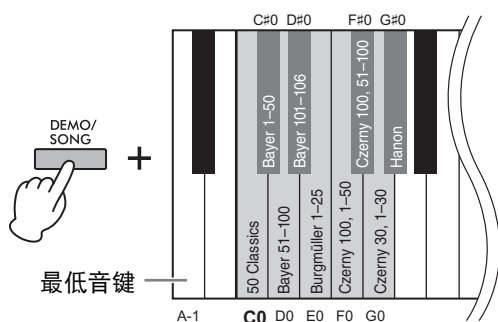 C#0 D#0 F#0 G#0
DEMO/
SONG
+
50 Classics
Bayer 1–50
Bayer 51–100
Bayer 101–106
Burgmüller 1–25
Czerny 100, 1–50
Czerny 100, 51–100
Czerny 30, 1–30
Hanon
最低音键
A-1 C0 D0 E0 F0 G0